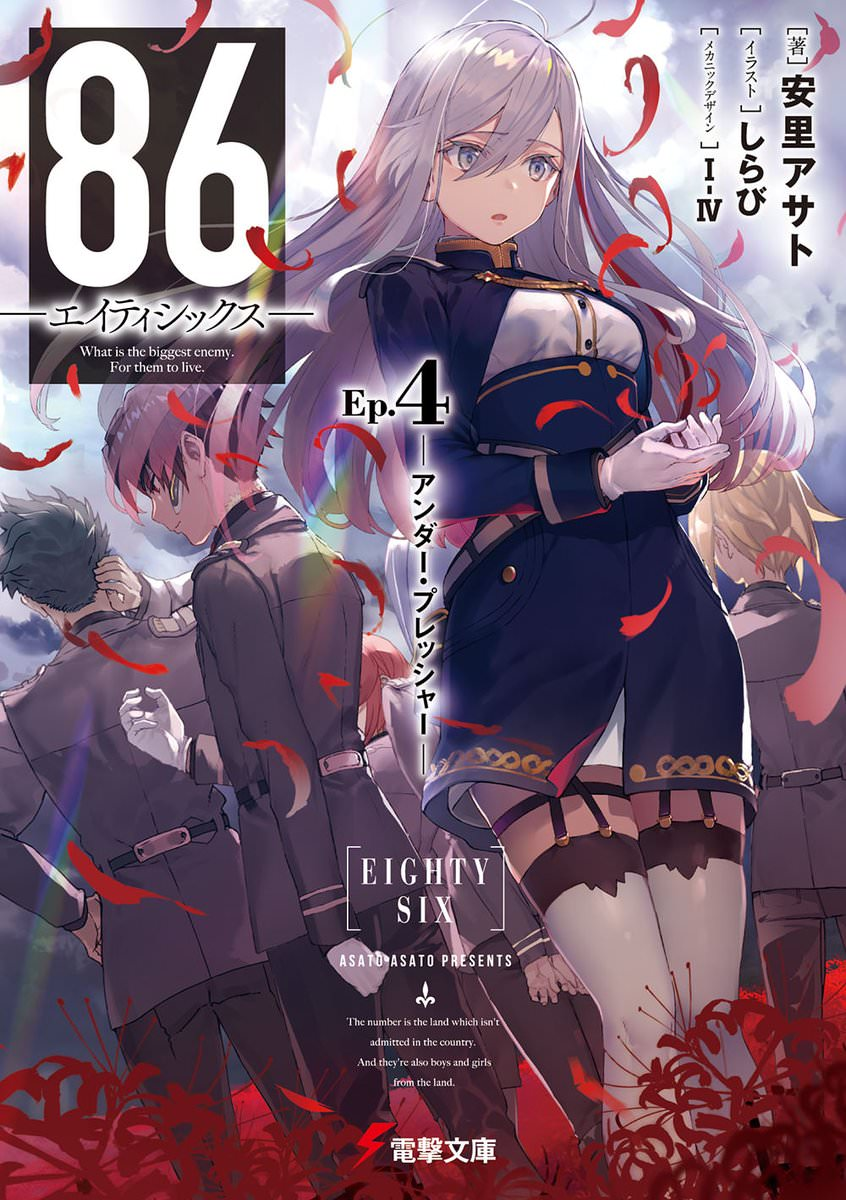 86
―エイティシックス―
What is the biggest enemy.
For them to live.
[著]安里アサト
[イラスト]しらび
[メカニックデザイン]I-Ⅳ
Ep.4
―アンダー・プレッシャー―
[EIGHTY
SIX]
ASATO ASATO PRESENTS
The number is the land which isn't
admitted in the country.
And they're also boys and girls
from the land.
電撃文庫